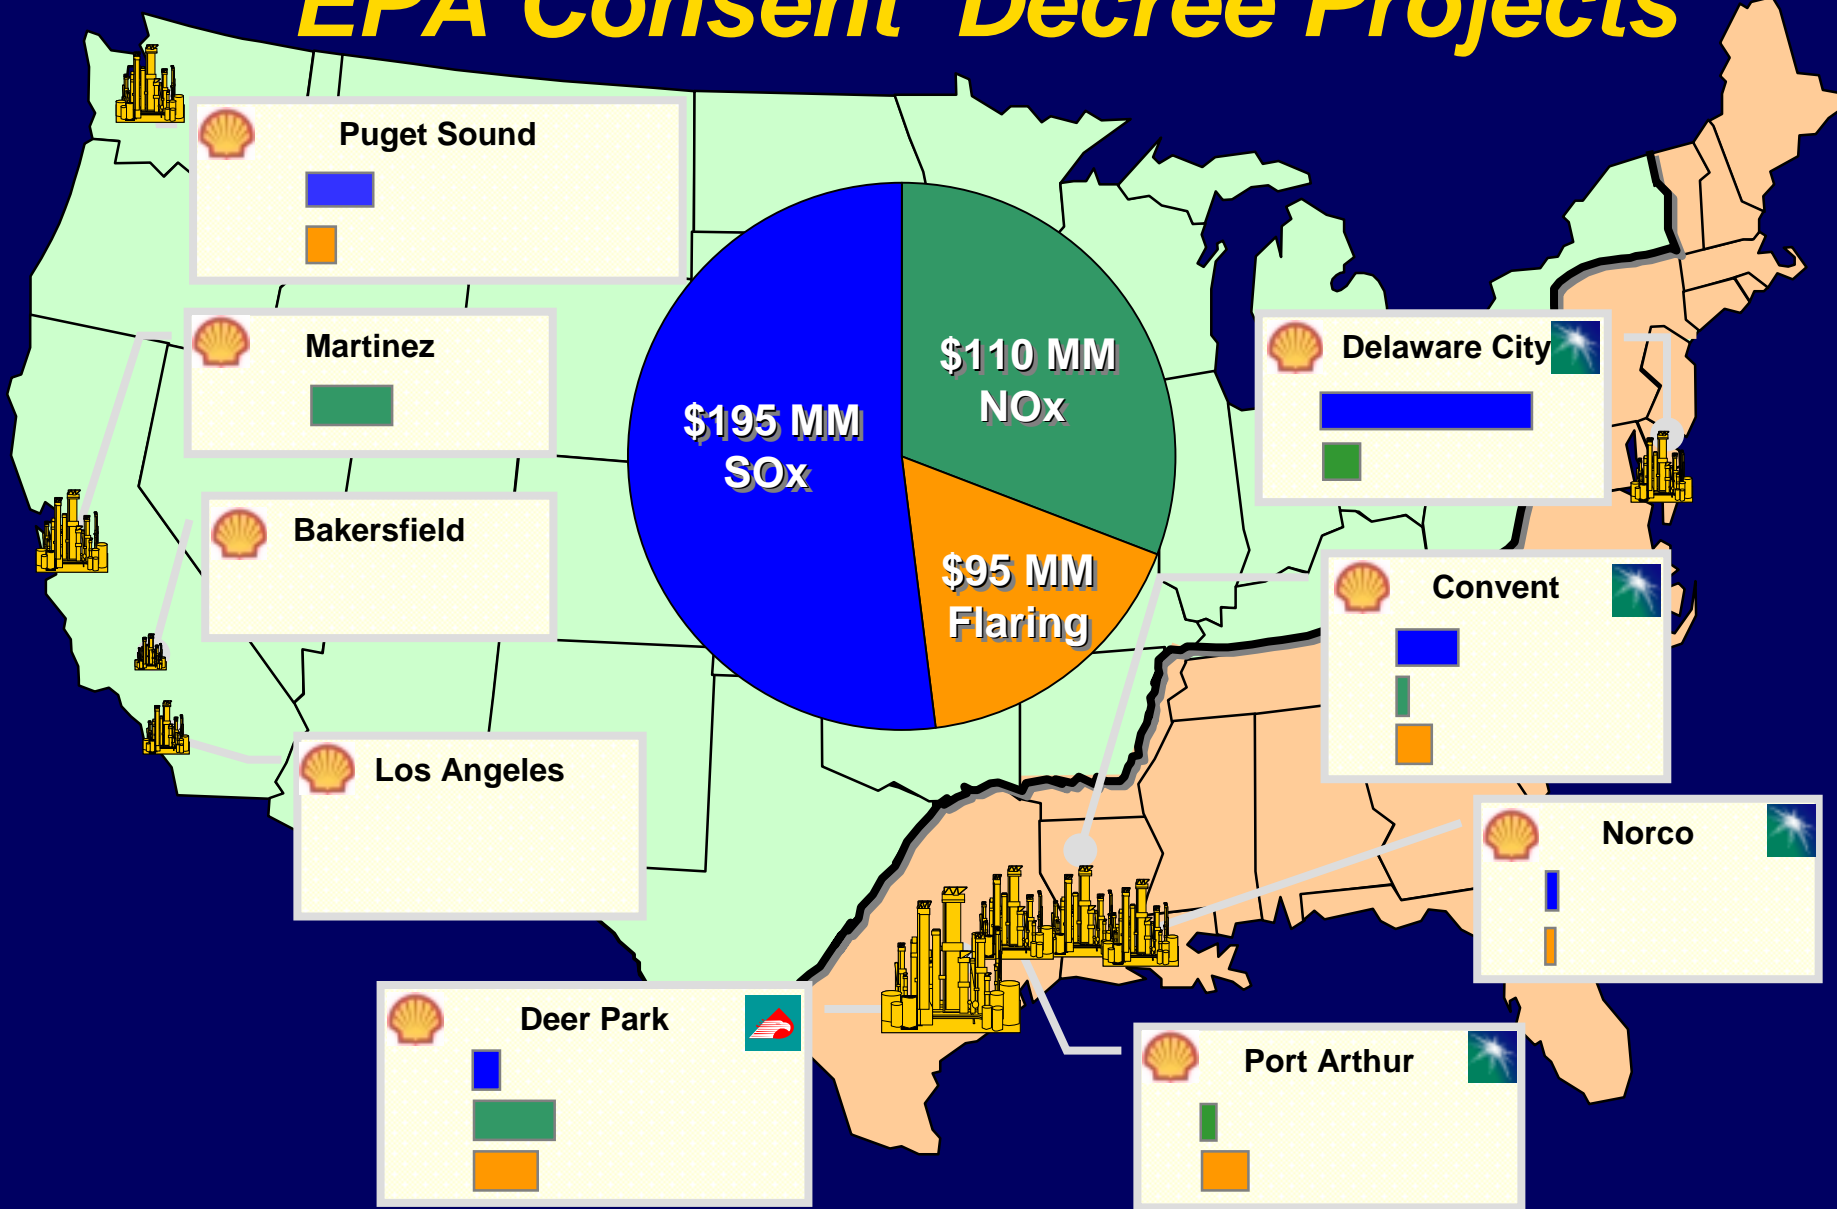 EPA Consent Decree Projects
Puget Sound
Martinez
Bakersfield
Los Angeles
Deer Park
$195 MM
SOx
$110 MM
NOx
$95 MM
Flaring
Delaware City
Convent
Norco
Port Arthur